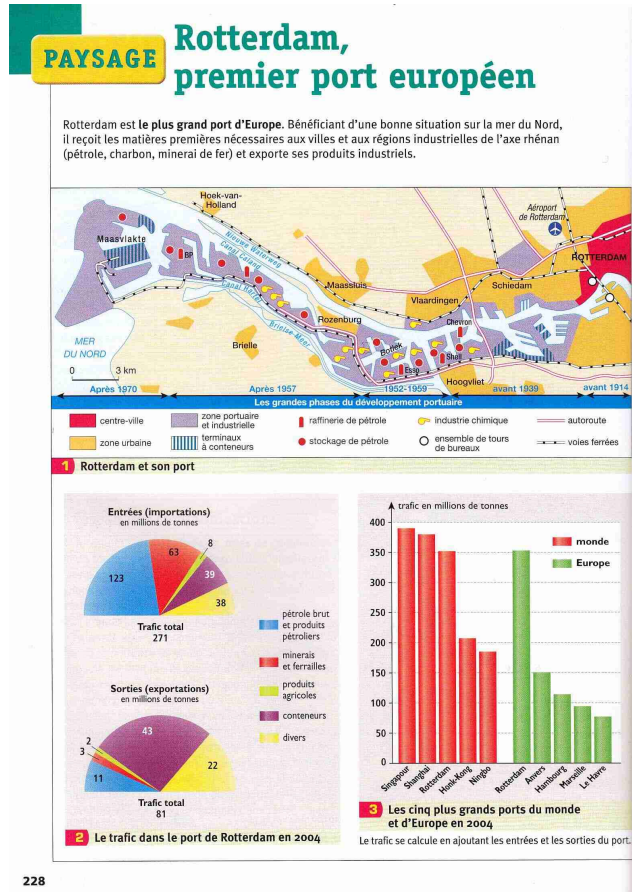 PAYSAGE
Rotterdam,
premier port européen
Rotterdam est le plus grand port d'Europe. Bénéficiant d'une bonne situation sur la mer du Nord,
il reçoit les matières premières nécessaires aux villes et aux régions industrielles de l'axe rhénan
(pétrole, charbon, minerai de fer) et exporte ses produits industriels.
Hoek-van-
Holland
Aéroport
de Rotterdam
Maasvlakte
BP
Nieuwe Waterweg
Canal Caland
Canal Hartel
ROTTERDAM
Maassluis
Schiedam
Vlaardingen
Rozenburg
Chevron
Brielse Meer
Brielle
Botlek
Shell
Esso
MER
DU NORD
0 3 km
Hoogvliet
Après 1970
Après 1957
1952-1959
avant 1939
avant 1914
Les grandes phases du développement portuaire
centre-ville
zone urbaine
zone portuaire
et industrielle
terminaux
à conteneurs
raffinerie de pétrole
stockage de pétrole
industrie chimique
ensemble de tours
de bureaux
autoroute
voies ferrées
1 Rotterdam et son port
Entrées (importations)
en millions de tonnes
123
63
8
39
38
Trafic total
271
pétrole brut
et produits
pétroliers
minerais
et ferrailles
produits
agricoles
conteneurs
divers
Sorties (exportations)
en millions de tonnes
43
2
3
11
22
Trafic total
81
2 Le trafic dans le port de Rotterdam en 2004
trafic en millions de tonnes
400
350
300
250
200
150
100
50
0
monde
Europe
Singapour
Shanghai
Rotterdam
Honk-Kong
Ningbo
Rotterdam
Anvers
Hambourg
Marseille
Le Havre
3 Les cinq plus grands ports du monde
et d'Europe en 2004
Le trafic se calcule en ajoutant les entrées et les sorties du port.
228